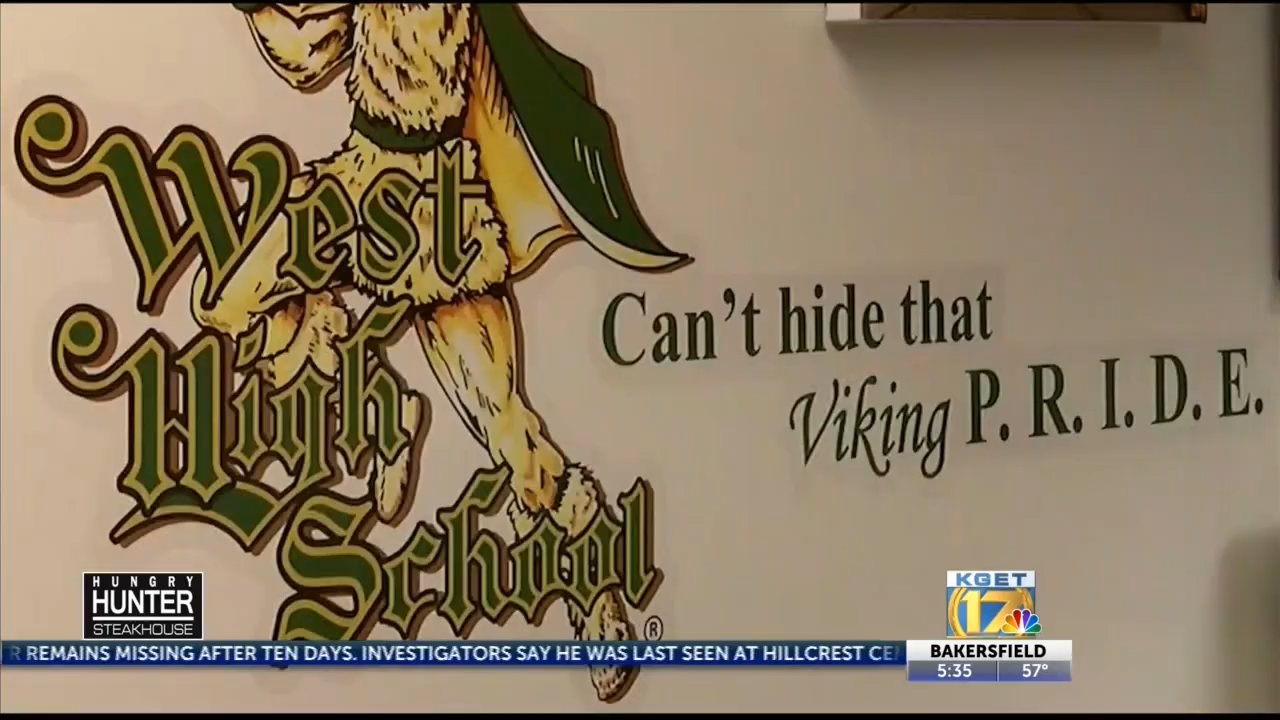 West
High
School
®
Can't hide that
Viking P. R. I. D. E.
HUNGRY
HUNTER
STEAKHOUSE
KGET
17
R REMAINS MISSING AFTER TEN DAYS. INVESTIGATORS SAY HE WAS LAST SEEN AT HILLCREST CE
BAKERSFIELD
5:35 57°